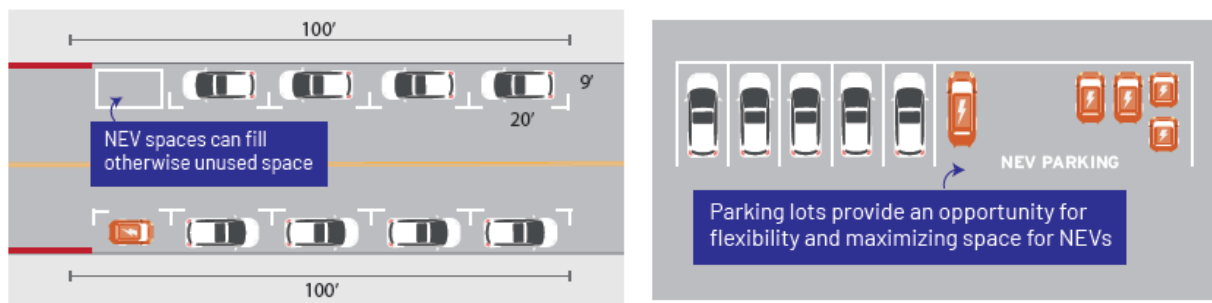 100'
9'
20'
NEV spaces can fill
otherwise unused space
100'
NEV PARKING
Parking lots provide an opportunity for
flexibility and maximizing space for NEVs